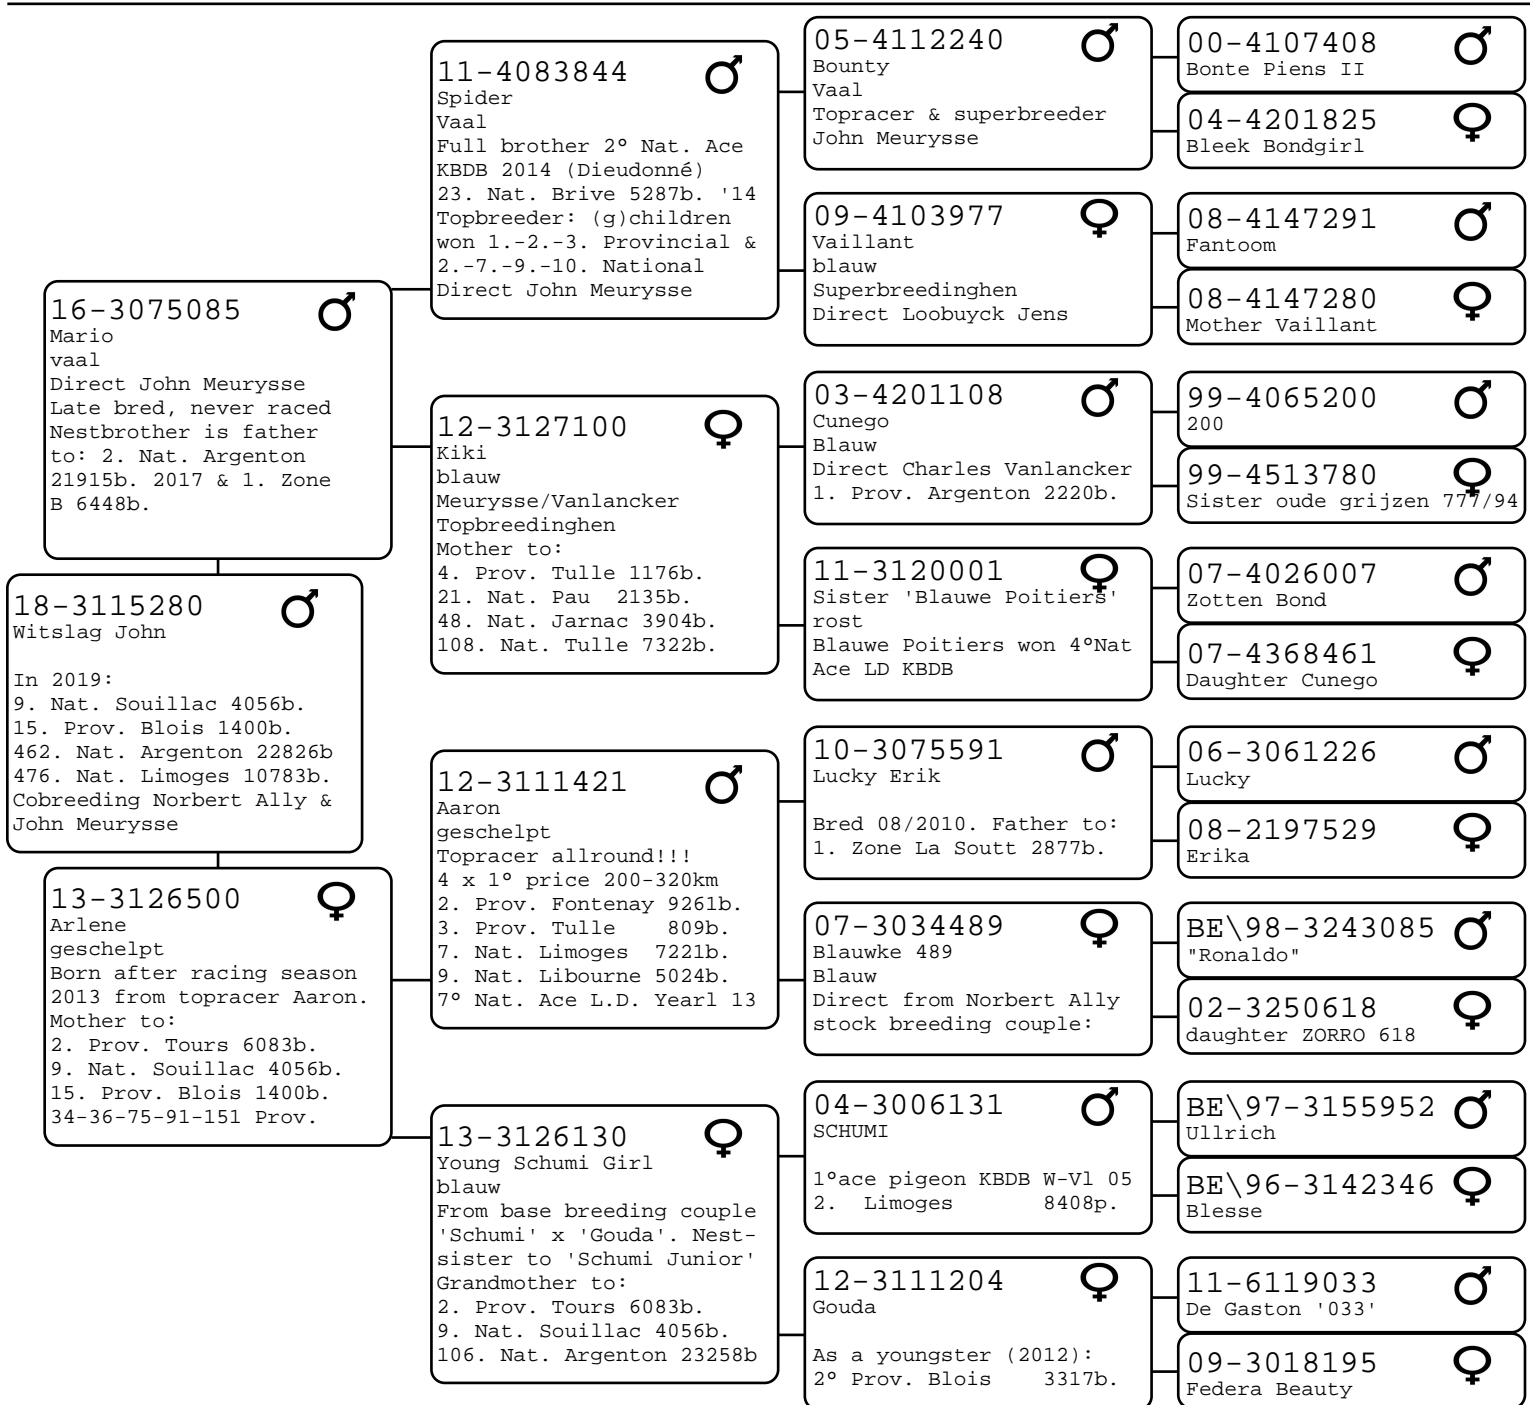 18-3115280
Witslag John
In 2019:
9. Nat. Souillac 4056b.
15. Prov. Blois 1400b.
462. Nat. Argenton 22826b
476. Nat. Limoges 10783b.
Cobreeding Norbert Ally &
John Meurysse
16-3075085
Mario
vaal
Direct John Meurysse
Late bred, never raced
Nestbrother is father
to: 2. Nat. Argenton
21915b. 2017 & 1. Zone
B 6448b.
13-3126500
Arlene
geschelpt
Born after racing season
2013 from topracer Aaron.
Mother to:
2. Prov. Tours 6083b.
9. Nat. Souillac 4056b.
15. Prov. Blois 1400b.
34-36-75-91-151 Prov.
11-4083844
Spider
Vaal
Full brother 2° Nat. Ace
KBDB 2014 (Dieudonné)
23. Nat. Brive 5287b. '14
Topbreeder: (g)children
won 1.-2.-3. Provincial &
2.-7.-9.-10. National
Direct John Meurysse
12-3127100
Kiki
blauw
Meurysse/Vanlancker
Topbreedinghen
Mother to:
4. Prov. Tulle 1176b.
21. Nat. Pau 2135b.
48. Nat. Jarnac 3904b.
108. Nat. Tulle 7322b.
12-3111421
Aaron
geschelpt
Topracer allround!!!
4 x 1° price 200-320km
2. Prov. Fontenay 9261b.
3. Prov. Tulle 809b.
7. Nat. Limoges 7221b.
9. Nat. Libourne 5024b.
7° Nat. Ace L.D. Yearl 13
13-3126130
Young Schumi Girl
blauw
From base breeding couple
'Schumi' x 'Gouda'. Nest-
sister to 'Schumi Junior'
Grandmother to:
2. Prov. Tours 6083b.
9. Nat. Souillac 4056b.
106. Nat. Argenton 23258b
05-4112240
Bounty
Vaal
Topracer & superbreeder
John Meurysse
09-4103977
Vaillant
blauw
Superbreedinghen
Direct Loobuyck Jens
03-4201108
Cunego
Blauw
Direct Charles Vanlancker
1. Prov. Argenton 2220b.
11-3120001
Sister 'Blauwe Poitiers'
rost
Blauwe Poitiers won 4°Nat
Ace LD KBDB
10-3075591
Lucky Erik
Bred 08/2010. Father to:
1. Zone La Soutt 2877b.
07-3034489
Blauwke 489
Blauw
Direct from Norbert Ally
stock breeding couple:
04-3006131
SCHUMI
1°ace pigeon KBDB W-Vl 05
2. Limoges 8408p.
12-3111204
Gouda
As a youngster (2012):
2° Prov. Blois 3317b.
00-4107408
Bonte Piens II
04-4201825
Bleek Bondgirl
08-4147291
Fantoom
08-4147280
Mother Vaillant
99-4065200
200
99-4513780
Sister oude grijzen 777/94
07-4026007
Zotten Bond
07-4368461
Daughter Cunego
06-3061226
Lucky
08-2197529
Erika
BE\98-3243085
"Ronaldo"
02-3250618
daughter ZORRO 618
BE\97-3155952
Ullrich
BE\96-3142346
Blesse
11-6119033
De Gaston '033'
09-3018195
Federa Beauty